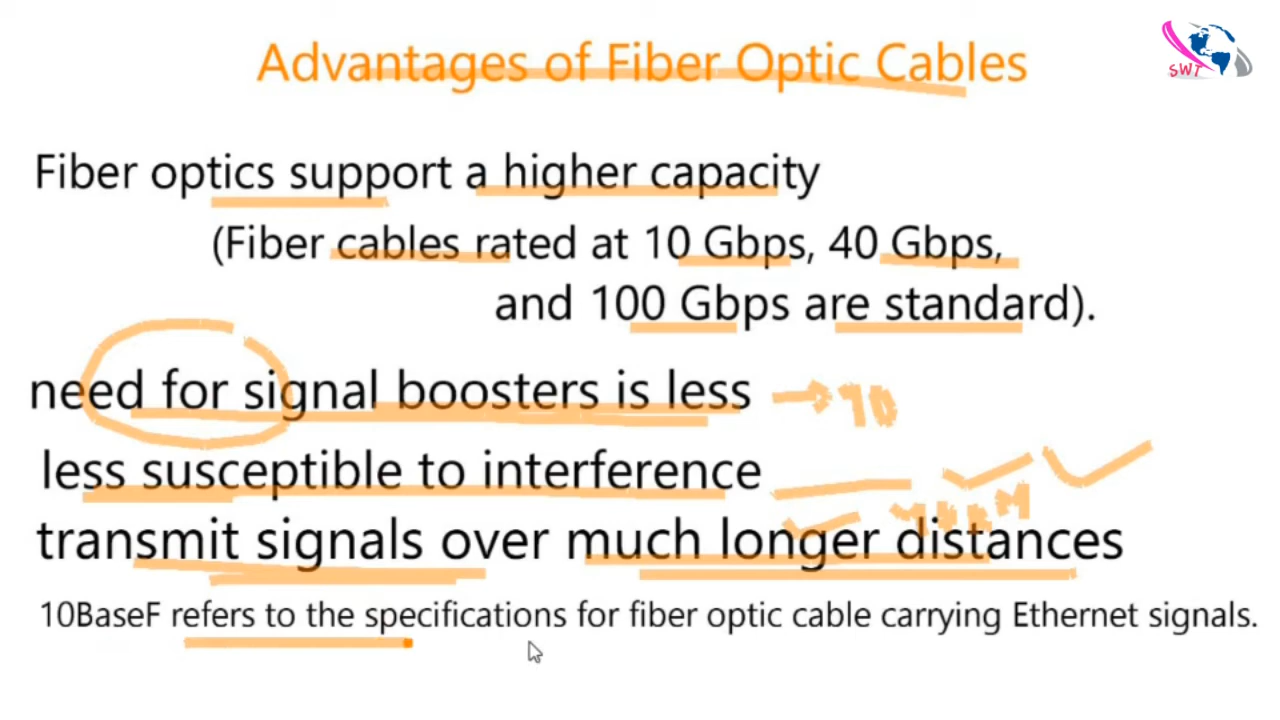 Advantages of Fiber Optic Cables
SWT
Fiber optics support a higher capacity
(Fiber cables rated at 10 Gbps, 40 Gbps,
and 100 Gbps are standard).
need for signal boosters is less
less susceptible to interference
transmit signals over much longer distances
10BaseF refers to the specifications for fiber optic cable carrying Ethernet signals.